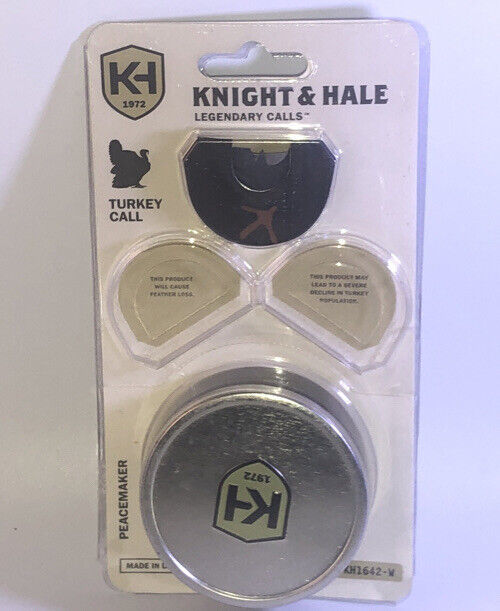 KH
1972
KNIGHT & HALE
LEGENDARY CALLS™
TURKEY
CALL
THIS PRODUCT
WILL CAUSE
FEATHER LOSS.
THIS PRODUCT MAY
LEAD TO A SEVERE
DECLINE IN TURKEY
POPULATION.
PEACEMAKER
KH
1972
MADE IN
KH1642-W